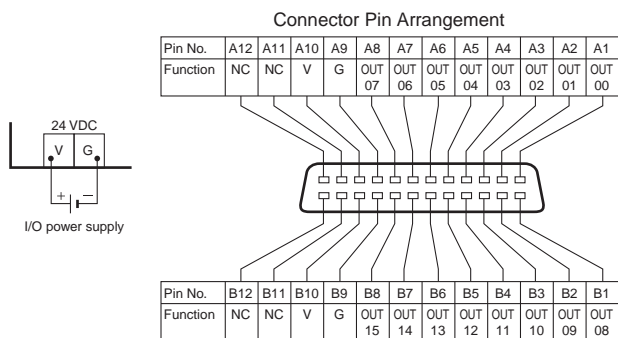 Connector Pin Arrangement
Pin No. A12 A11 A10 A9 A8 A7 A6 A5 A4 A3 A2 A1
Function NC NC V G OUT 07 OUT 06 OUT 05 OUT 04 OUT 03 OUT 02 OUT 01 OUT 00
24 VDC
V G
+ −
I/O power supply
Pin No. B12 B11 B10 B9 B8 B7 B6 B5 B4 B3 B2 B1
Function NC NC V G OUT 15 OUT 14 OUT 13 OUT 12 OUT 11 OUT 10 OUT 09 OUT 08